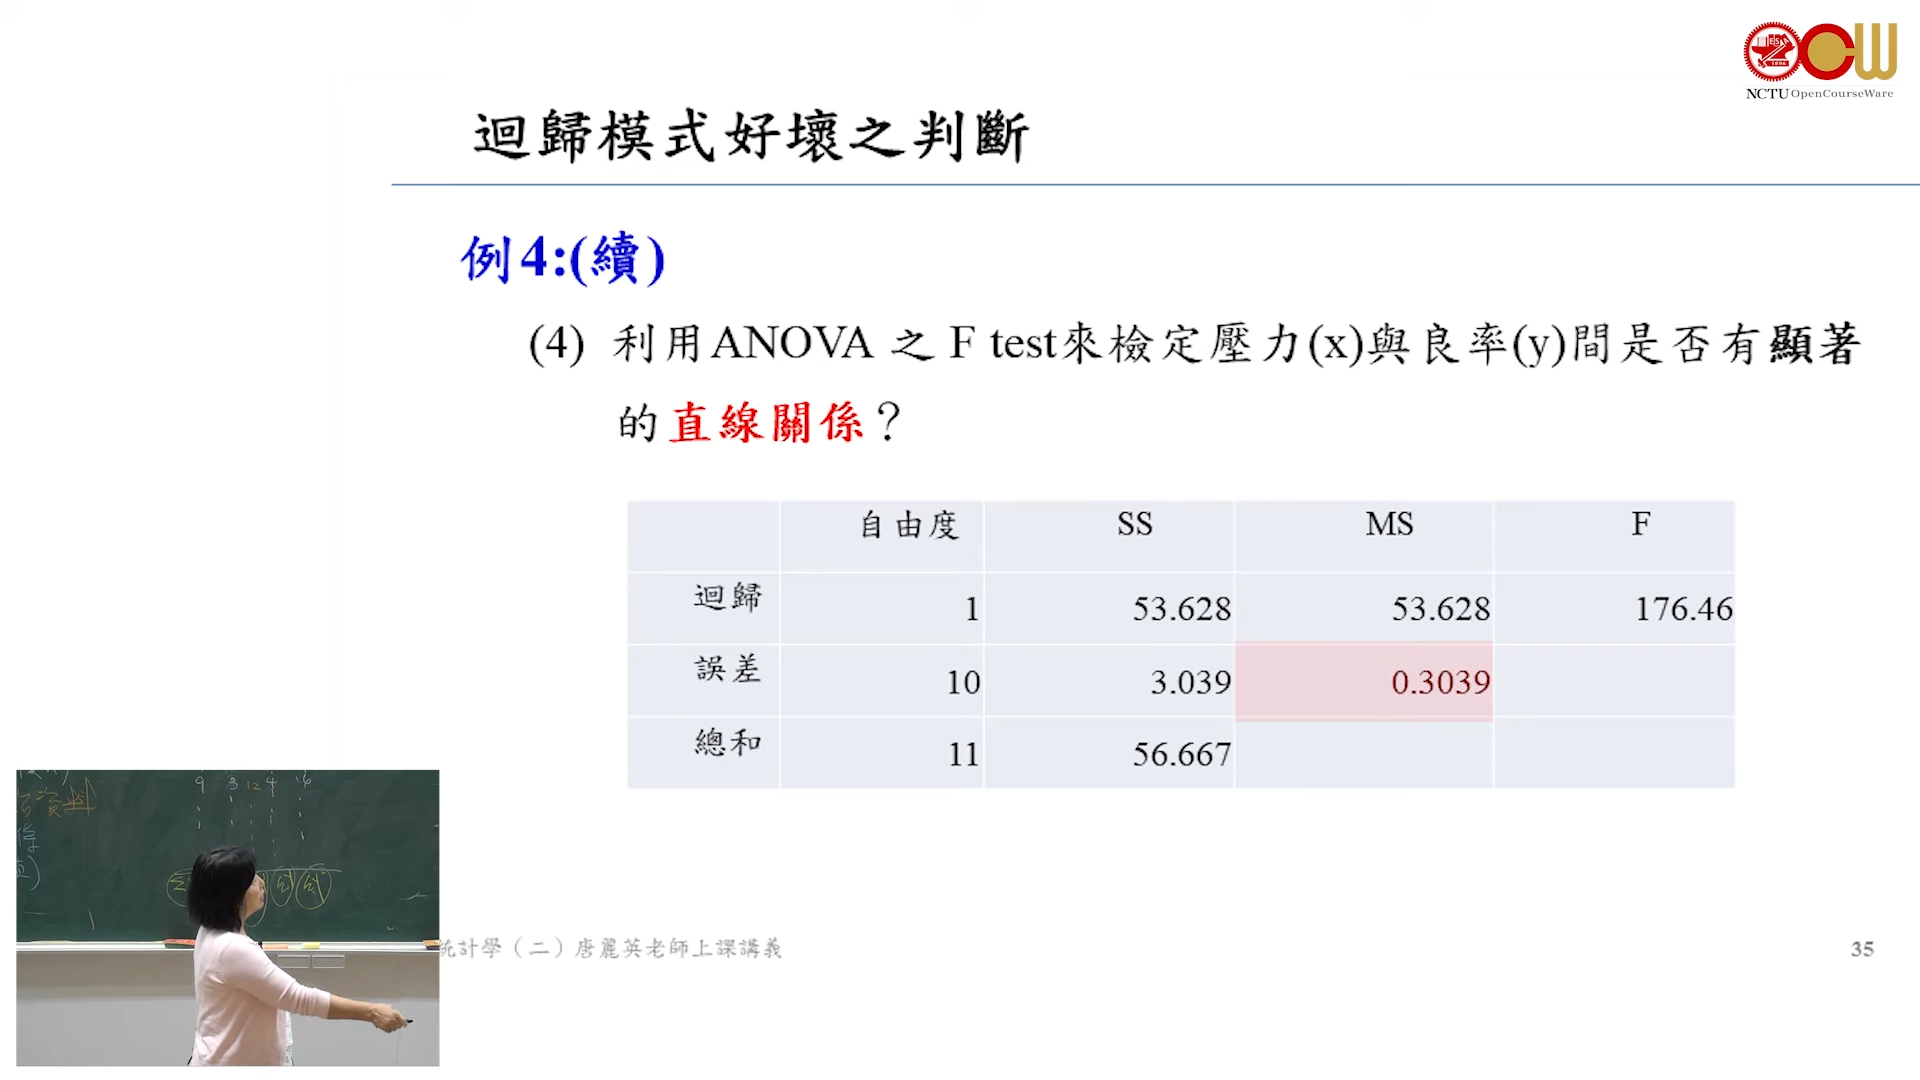 NCTU OpenCourseWare
迴歸模式好壞之判斷
例4:(續)
(4) 利用ANOVA 之 F test來檢定壓力(x)與良率(y)間是否有顯著
的直線關係？
自由度 SS MS F
迴歸 1 53.628 53.628 176.46
誤差 10 3.039 0.3039
總和 11 56.667
統計學（二）唐麗英老師上課講義
35